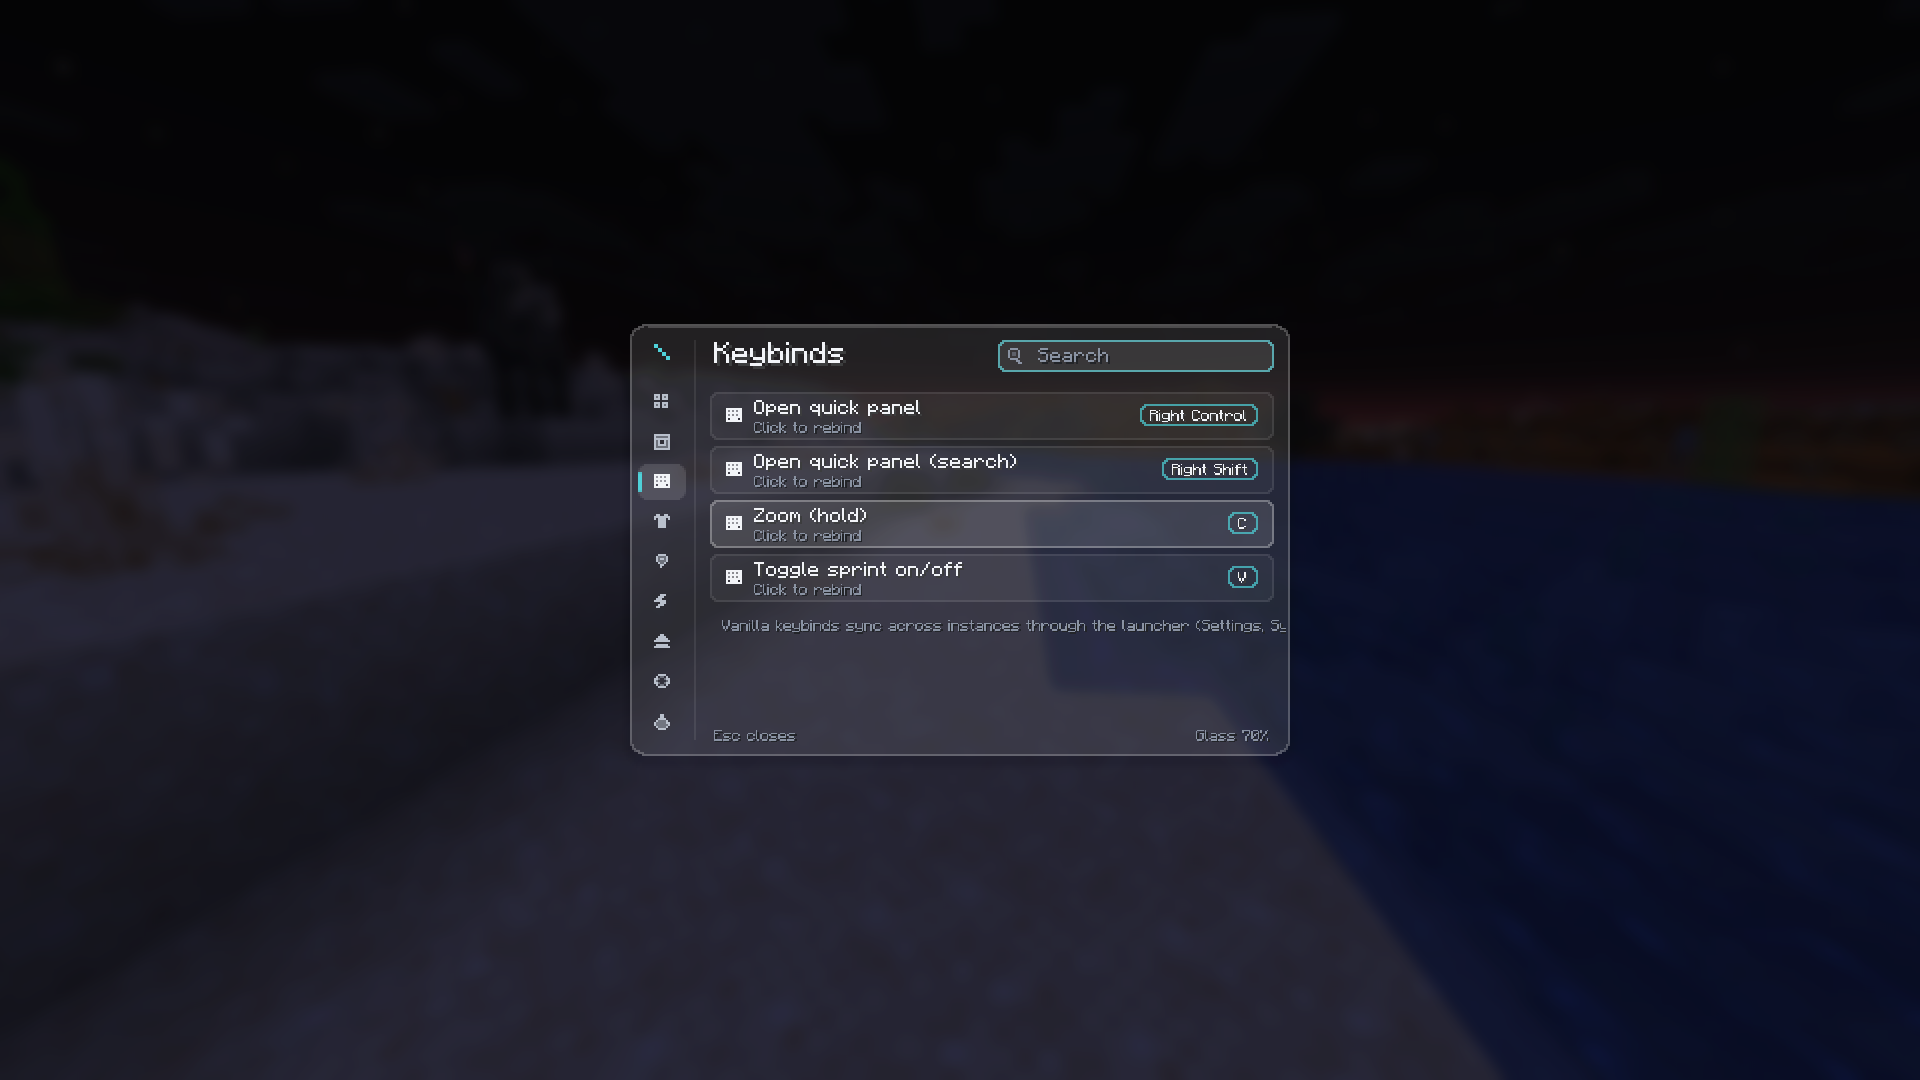 Keybinds
Search
Open quick panel
Click to rebind
Right Control
Open quick panel (search)
Click to rebind
Right Shift
Zoom (hold)
Click to rebind
C
Toggle sprint on/off
Click to rebind
V
Vanilla keybinds sync across instances through the launcher (Settings, Sy
Esc closes
Glass 70%